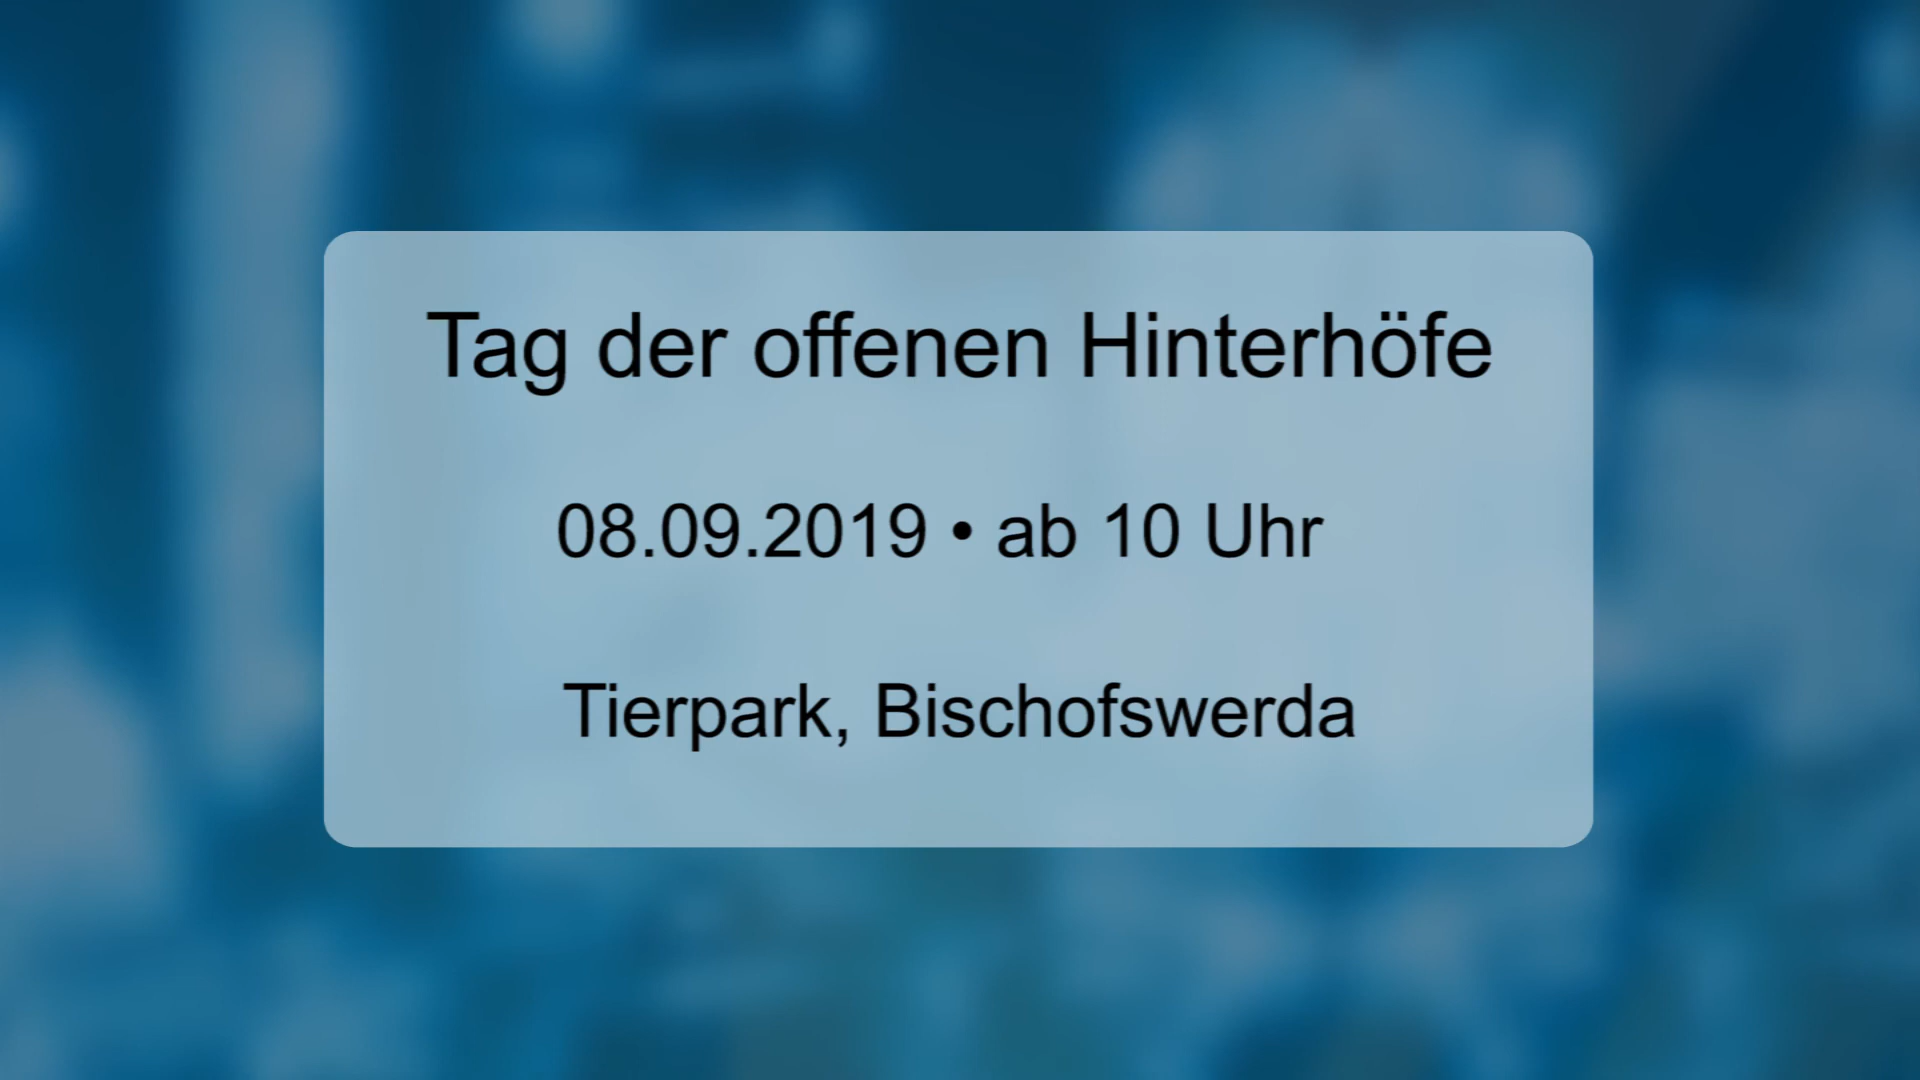 Tag der offenen Hinterhöfe
08.09.2019 • ab 10 Uhr
Tierpark, Bischofswerda